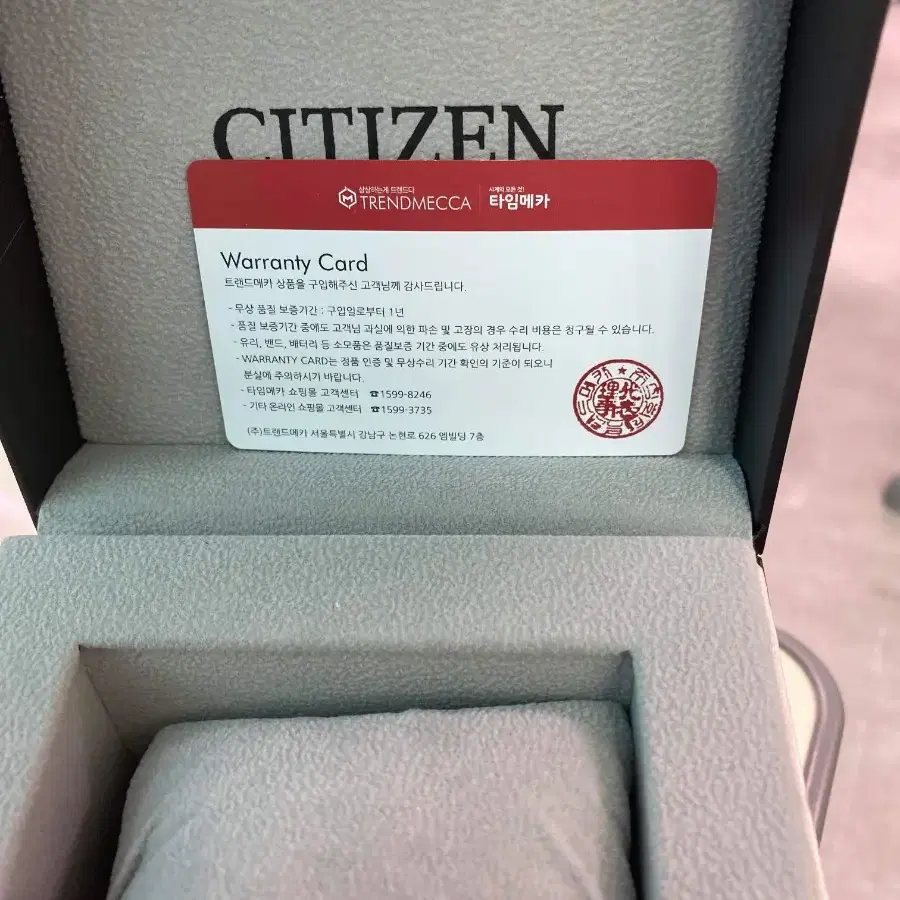 CITIZEN
상상하는게 트랜드다
TRENDMECCA
시계의 모든 것!
타임메카
Warranty Card
트랜드메카 상품을 구입해주신 고객님께 감사드립니다.
- 무상 품질 보증기간 : 구입일로부터 1년
- 품질 보증기간 중에도 고객님 과실에 의한 파손 및 고장의 경우 수리 비용은 청구될 수 있습니다.
- 유리, 밴드, 배터리 등 소모품은 품질보증 기간 중에도 유상 처리됩니다.
- WARRANTY CARD는 정품 인증 및 무상수리 기간 확인의 기준이 되오니
분실에 주의하시기 바랍니다.
- 타임메카 쇼핑몰 고객센터 ☎1599-8246
- 기타 온라인 쇼핑몰 고객센터 ☎1599-3735
(주)트랜드메카 서울특별시 강남구 논현로 626 엠빌딩 7층